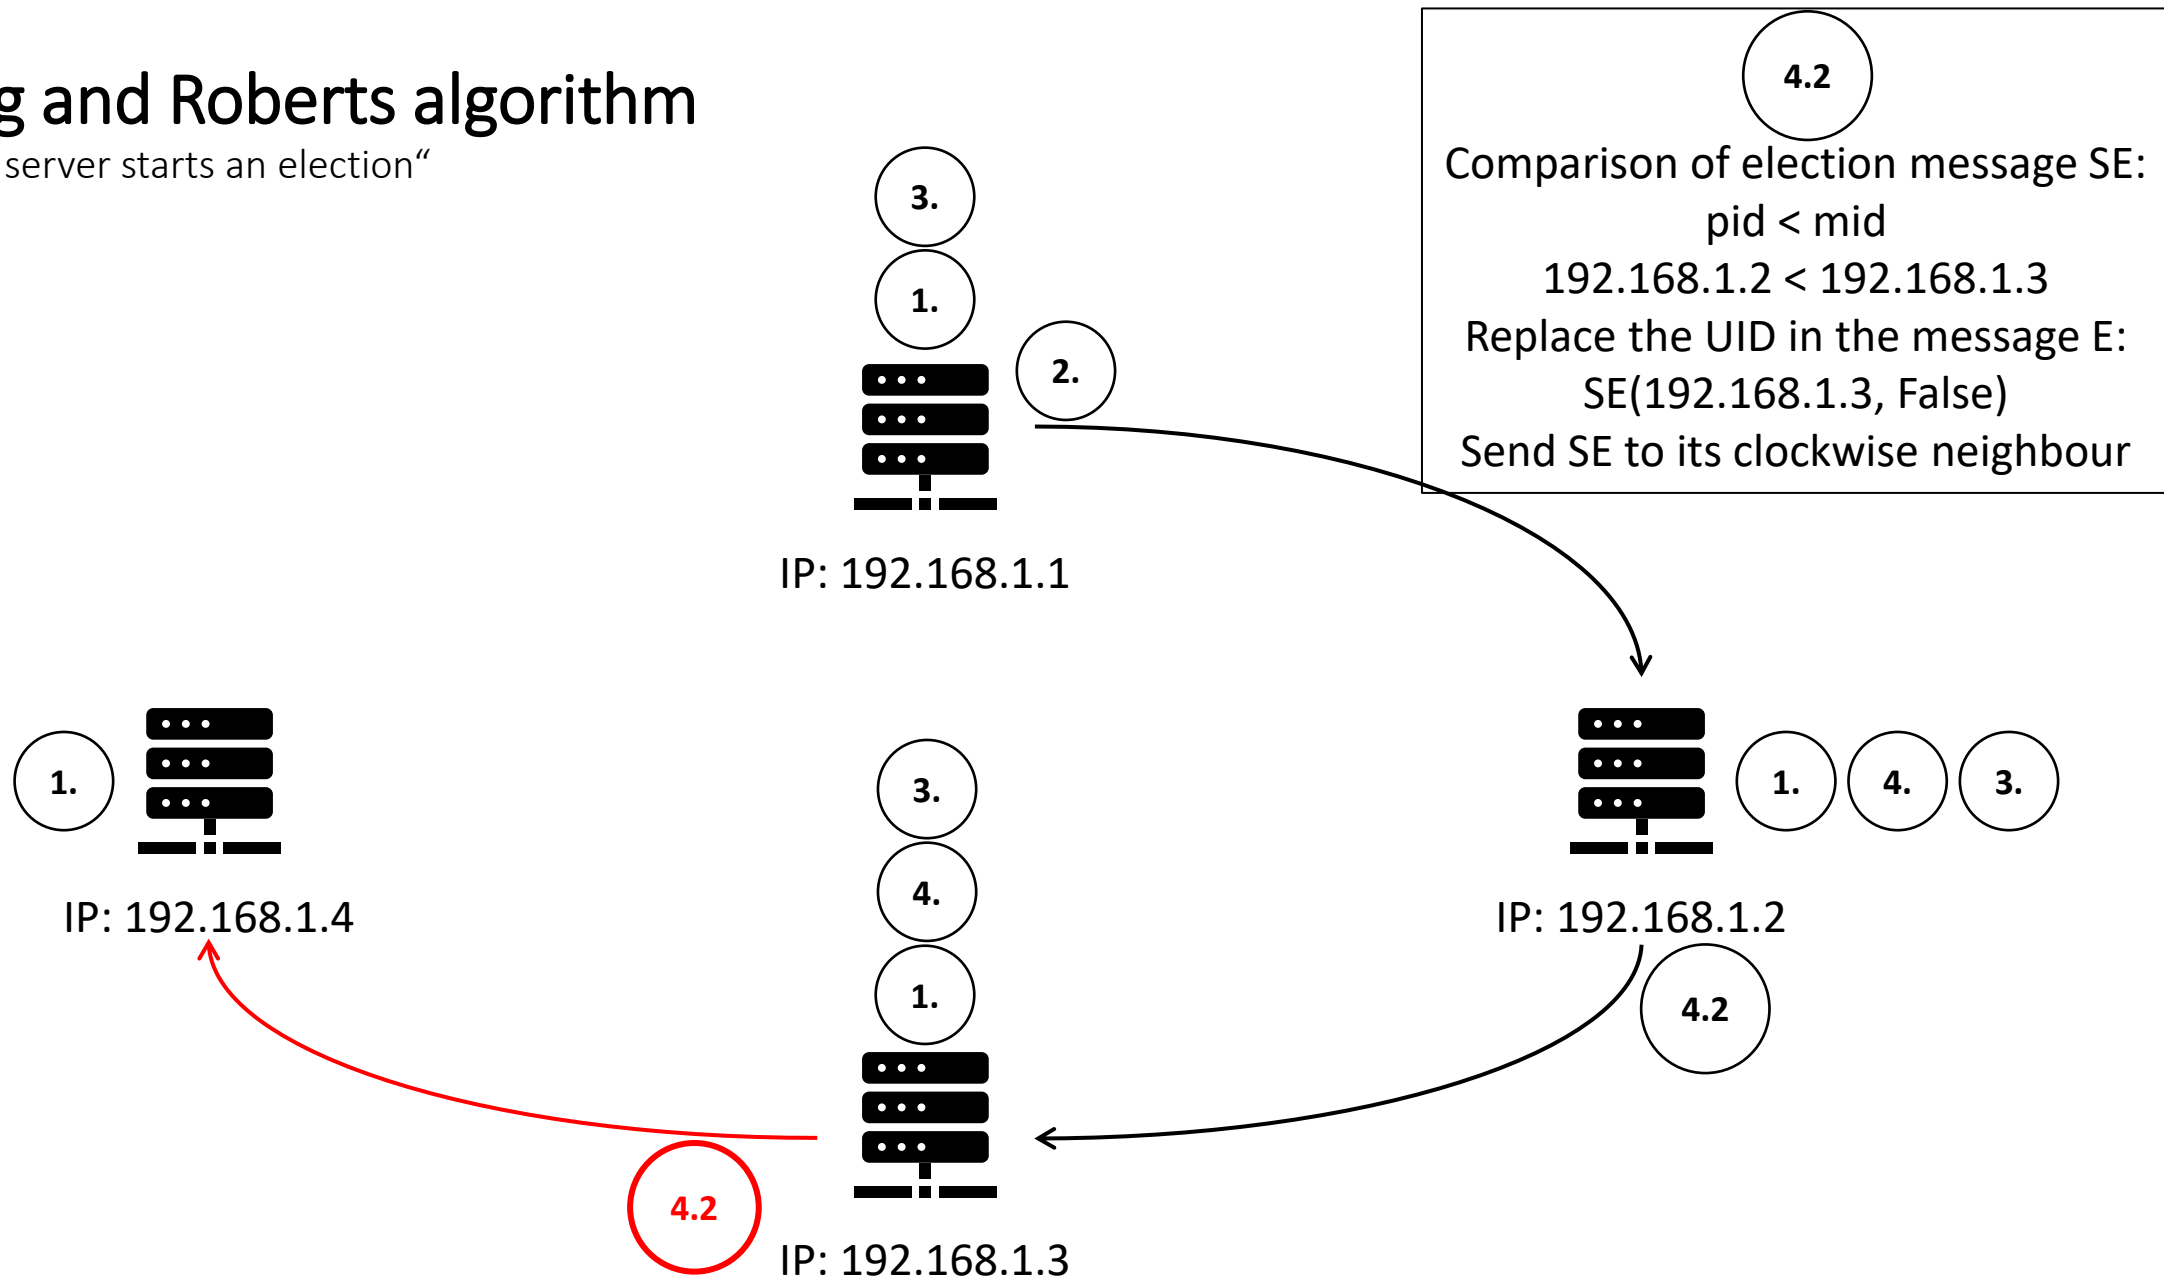 g and Roberts algorithm
server starts an election“
4.2
Comparison of election message SE:
pid < mid
192.168.1.2 < 192.168.1.3
Replace the UID in the message E:
SE(192.168.1.3, False)
Send SE to its clockwise neighbour
3.
1.
2.
IP: 192.168.1.1
1.
IP: 192.168.1.4
3.
4.
1.
1. 4. 3.
IP: 192.168.1.2
4.2
4.2
IP: 192.168.1.3